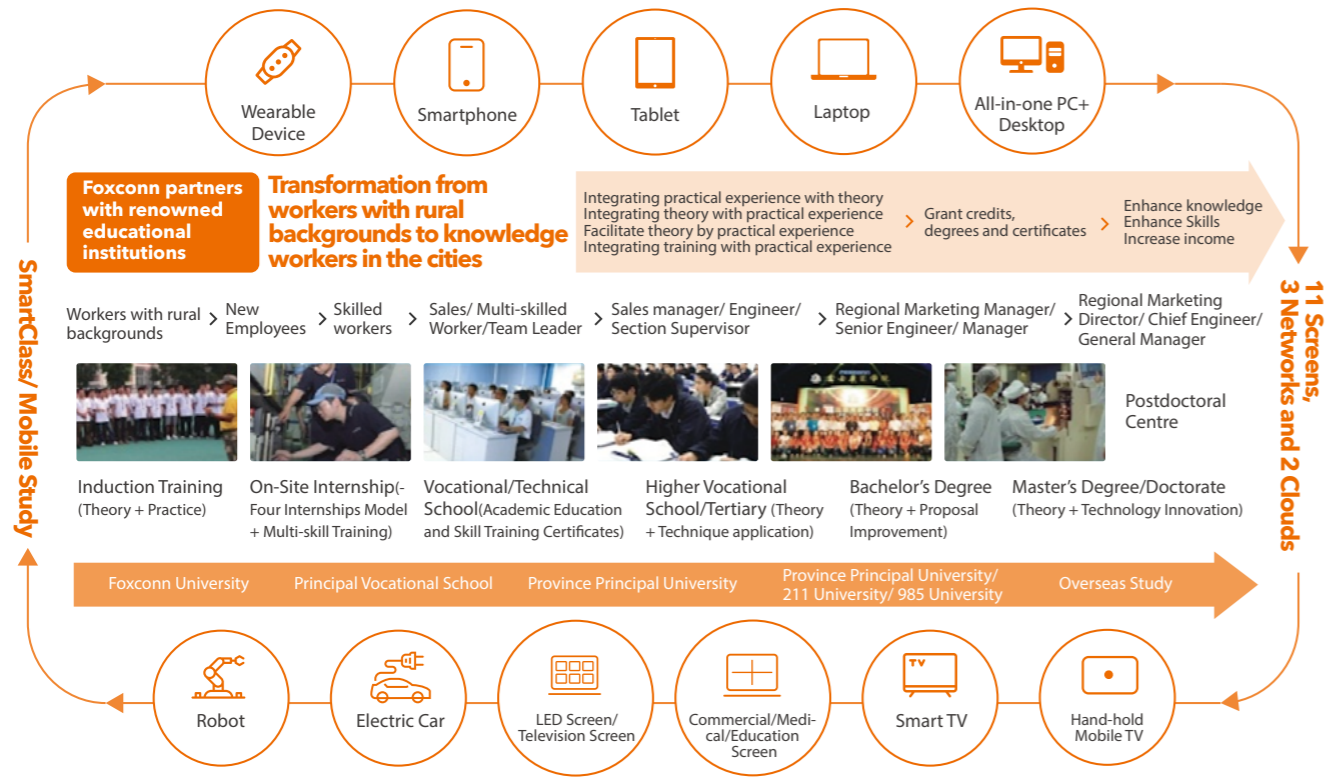 Wearable
Device
Smartphone
Tablet
Laptop
All-in-one PC+
Desktop
SmartClass/ Mobile Study
Foxconn partners
with renowned
educational
institutions
Transformation from
workers with rural
backgrounds to knowledge
workers in the cities
Integrating practical experience with theory
Integrating theory with practical experience
Facilitate theory by practical experience
Integrating training with practical experience
>
Grant credits,
degrees and certificates
>
Enhance knowledge
Enhance Skills
Increase income
11 Screens,
3 Networks and 2 Clouds
Workers with rural
backgrounds
>
New
Employees
>
Skilled
workers
>
Sales/ Multi-skilled
Worker/Team Leader
>
Sales manager/ Engineer/
Section Supervisor
>
Regional Marketing Manager/
Senior Engineer/ Manager
>
Regional Marketing
Director/ Chief Engineer/
General Manager
Postdoctoral
Centre
Induction Training
(Theory + Practice)
On-Site Internship(-
Four Internships Model
+ Multi-skill Training)
Vocational/Technical
School(Academic Education
and Skill Training Certificates)
Higher Vocational
School/Tertiary (Theory
+ Technique application)
Bachelor's Degree
(Theory + Proposal
Improvement)
Master's Degree/Doctorate
(Theory + Technology Innovation)
Foxconn University
Principal Vocational School
Province Principal University
Province Principal University/
211 University/ 985 University
Overseas Study
Robot
Electric Car
LED Screen/
Television Screen
Commercial/Medi-
cal/Education
Screen
TV
Smart TV
Hand-hold
Mobile TV